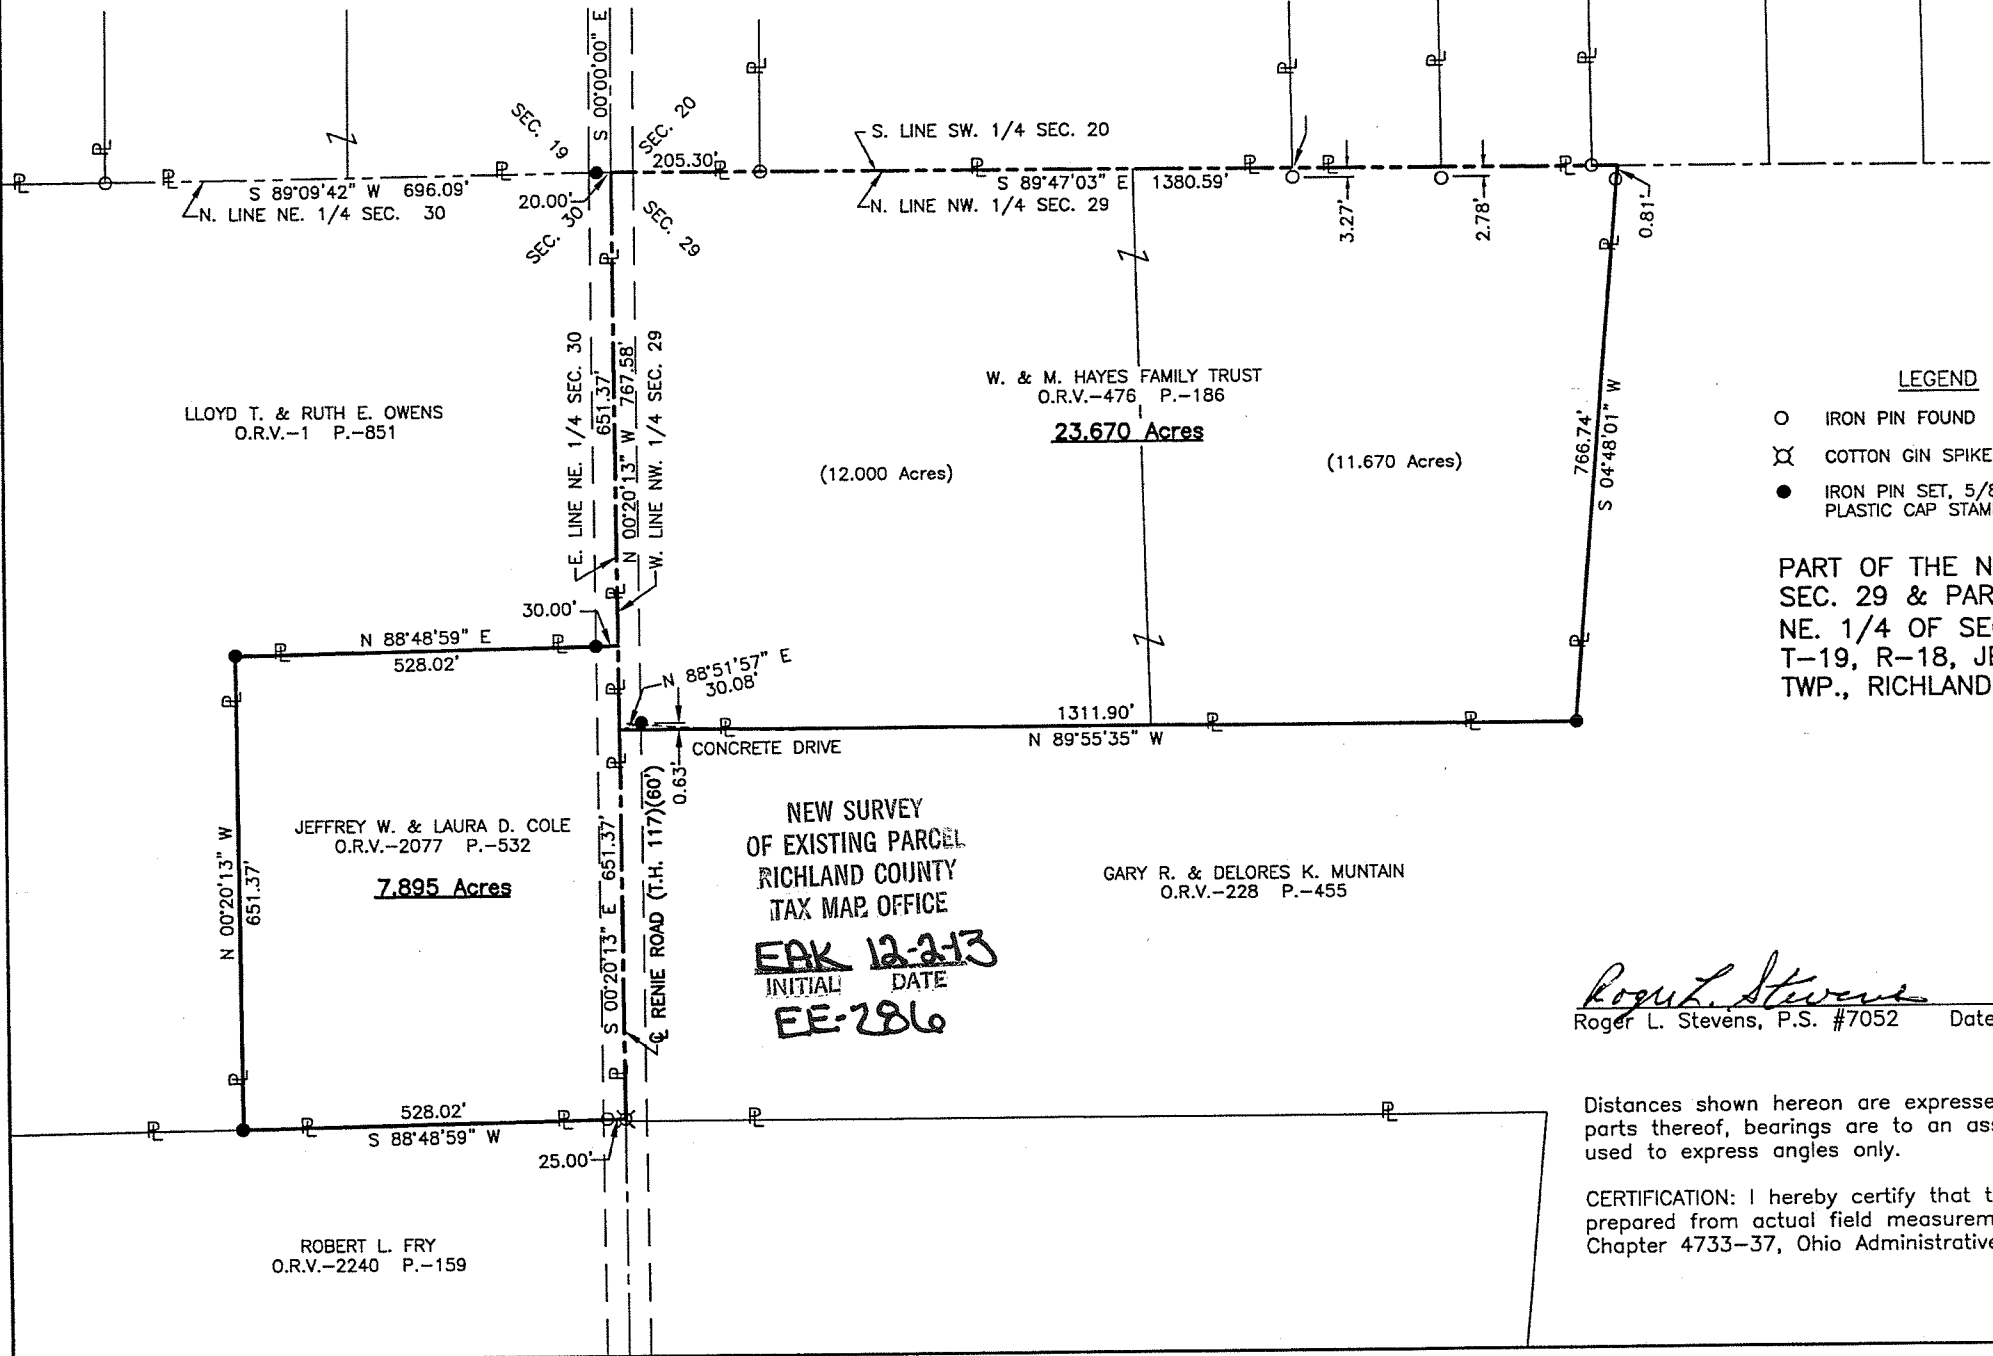 S 00°00'00" E
SEC. 19
SEC. 20
205.30'
S. LINE SW. 1/4 SEC. 20
S 89°09'42" W 696.09'
N. LINE NE. 1/4 SEC. 30
20.00'
SEC. 30
SEC. 29
S 89°47'03" E 1380.59'
N. LINE NW. 1/4 SEC. 29
3.27'
2.78'
0.81'
E. LINE NE. 1/4 SEC. 30
651.37'
N 00°20'13" W 767.58'
W. LINE NW. 1/4 SEC. 29
LLOYD T. & RUTH E. OWENS
O.R.V.-1 P.-851
W. & M. HAYES FAMILY TRUST
O.R.V.-476 P.-186
23.670 Acres
(12.000 Acres)
(11.670 Acres)
766.74'
S 04°48'01" W
LEGEND
IRON PIN FOUND
COTTON GIN SPIKE
IRON PIN SET, 5/8
PLASTIC CAP STAM
PART OF THE N
SEC. 29 & PAR
NE. 1/4 OF SE
T-19, R-18, JE
TWP., RICHLAND
30.00'
N 88°48'59" E
528.02'
N 88°51'57" E
30.08'
1311.90'
N 89°55'35" W
CONCRETE DRIVE
0.63'
JEFFREY W. & LAURA D. COLE
O.R.V.-2077 P.-532
7.895 Acres
N 00°20'13" W
651.37'
S 00°20'13" E 651.37'
℄ RENIE ROAD (T.H. 117)(60')
NEW SURVEY
OF EXISTING PARCEL
RICHLAND COUNTY
TAX MAP OFFICE
EAK 12-2-13
INITIAL DATE
EE-286
GARY R. & DELORES K. MUNTAIN
O.R.V.-228 P.-455
Roger L. Stevens
Roger L. Stevens, P.S. #7052 Date
528.02'
S 88°48'59" W
25.00'
Distances shown hereon are expresse
parts thereof, bearings are to an ass
used to express angles only.
CERTIFICATION: I hereby certify that t
prepared from actual field measurem
Chapter 4733-37, Ohio Administrative
ROBERT L. FRY
O.R.V.-2240 P.-159